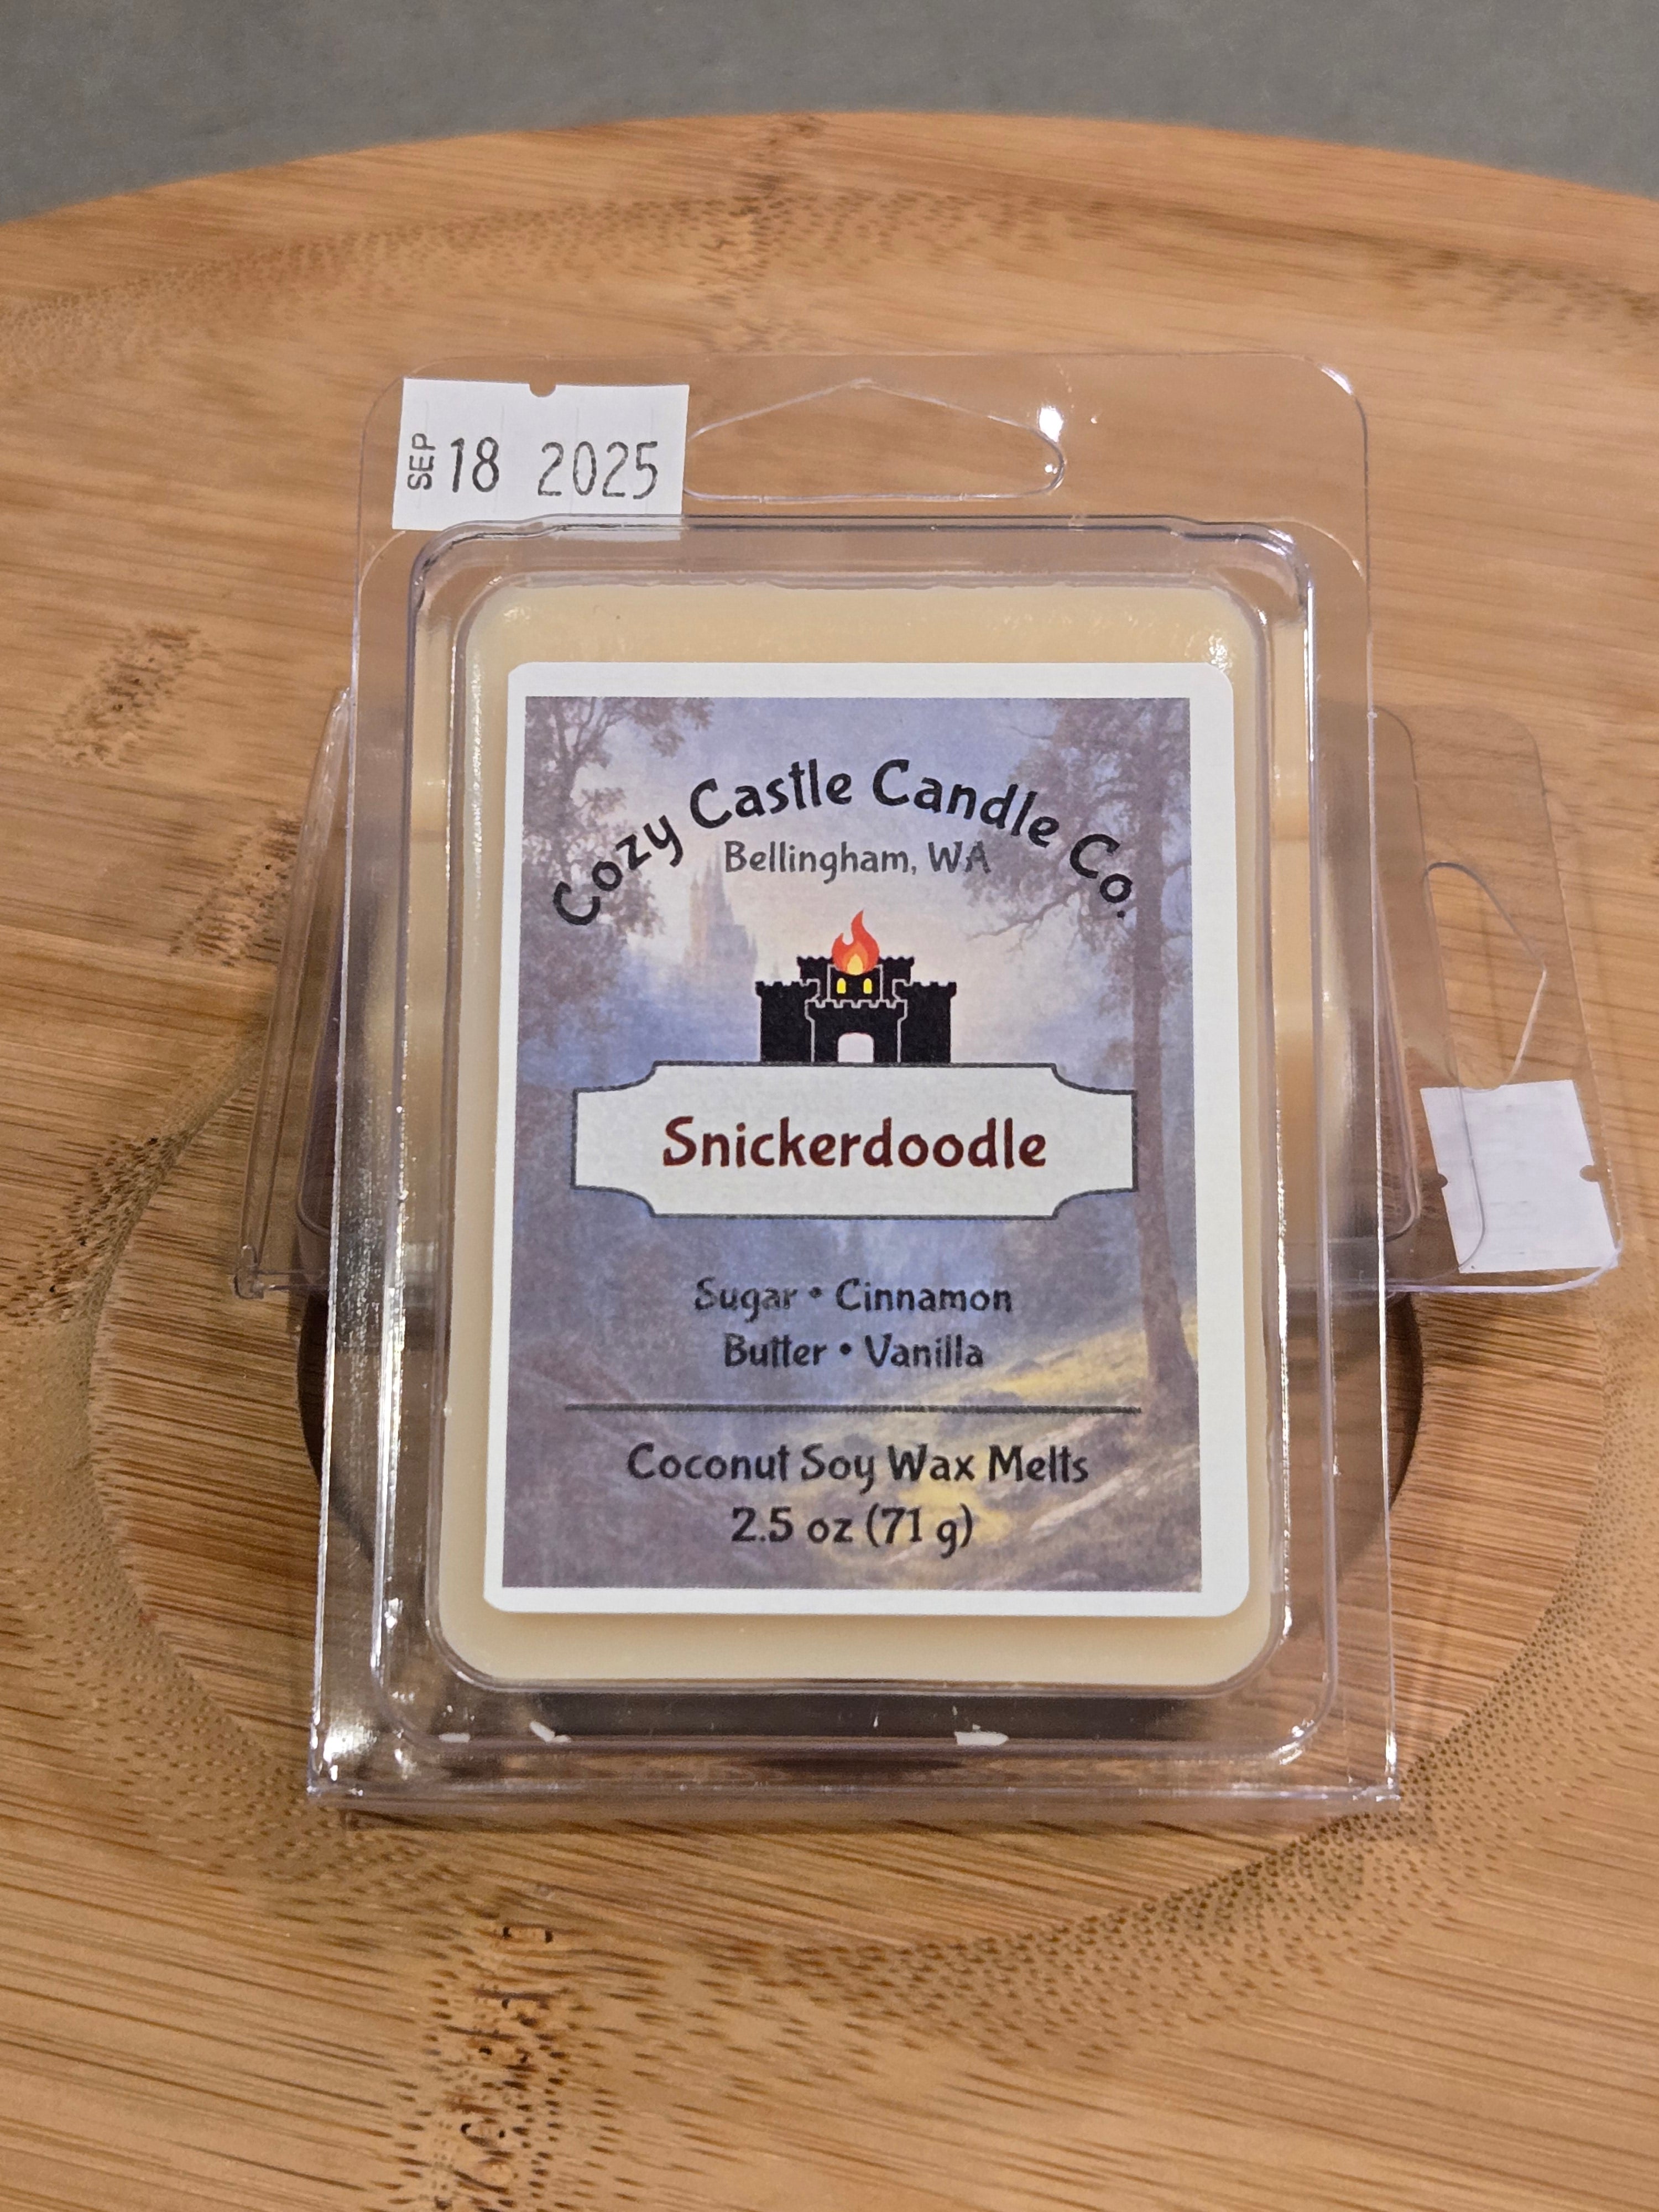 SEP 18 2025
Cozy Castle Candle Co.
Bellingham, WA
Snickerdoodle
Sugar • Cinnamon
Butter • Vanilla
Coconut Soy Wax Melts
2.5 oz (71 g)